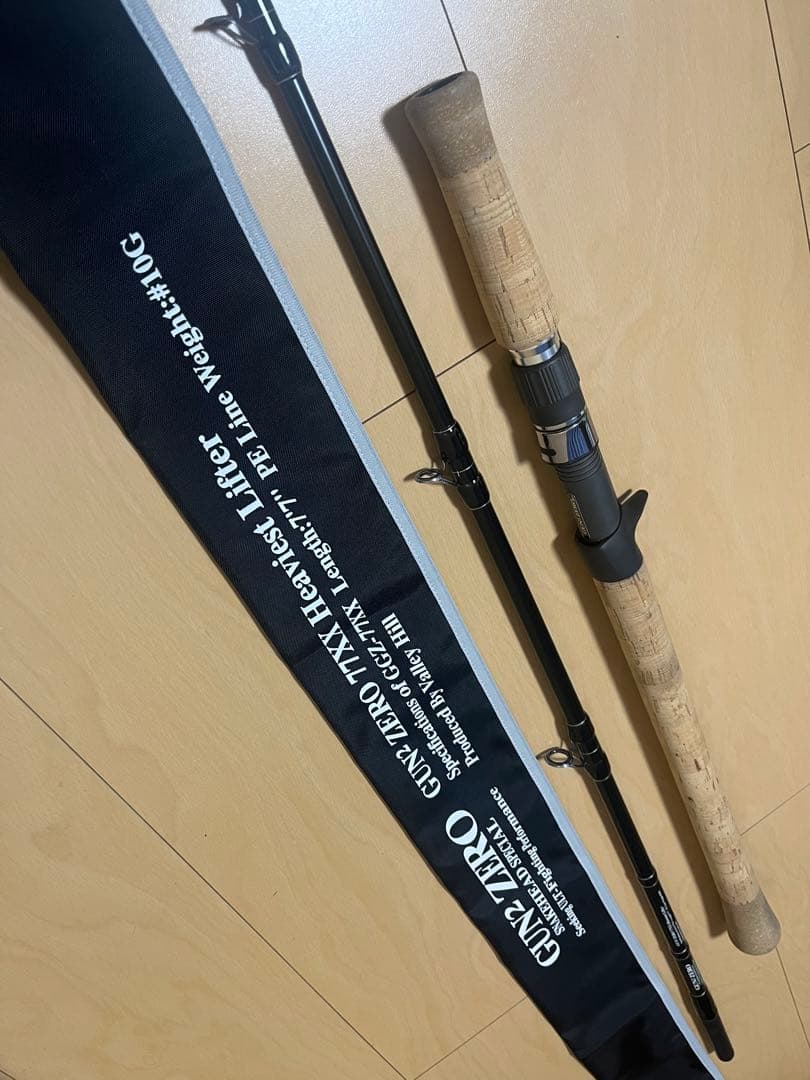 GUN2 ZERO
SNAKEHEAD SPECIAL
Seeking ULT-Fighting Performance
GUN2 ZERO 77XX Heaviest Lifter
Specifications of GGZ-77XX Length:7'7" PE Line Weight:#10G
Produced By Valley Hill